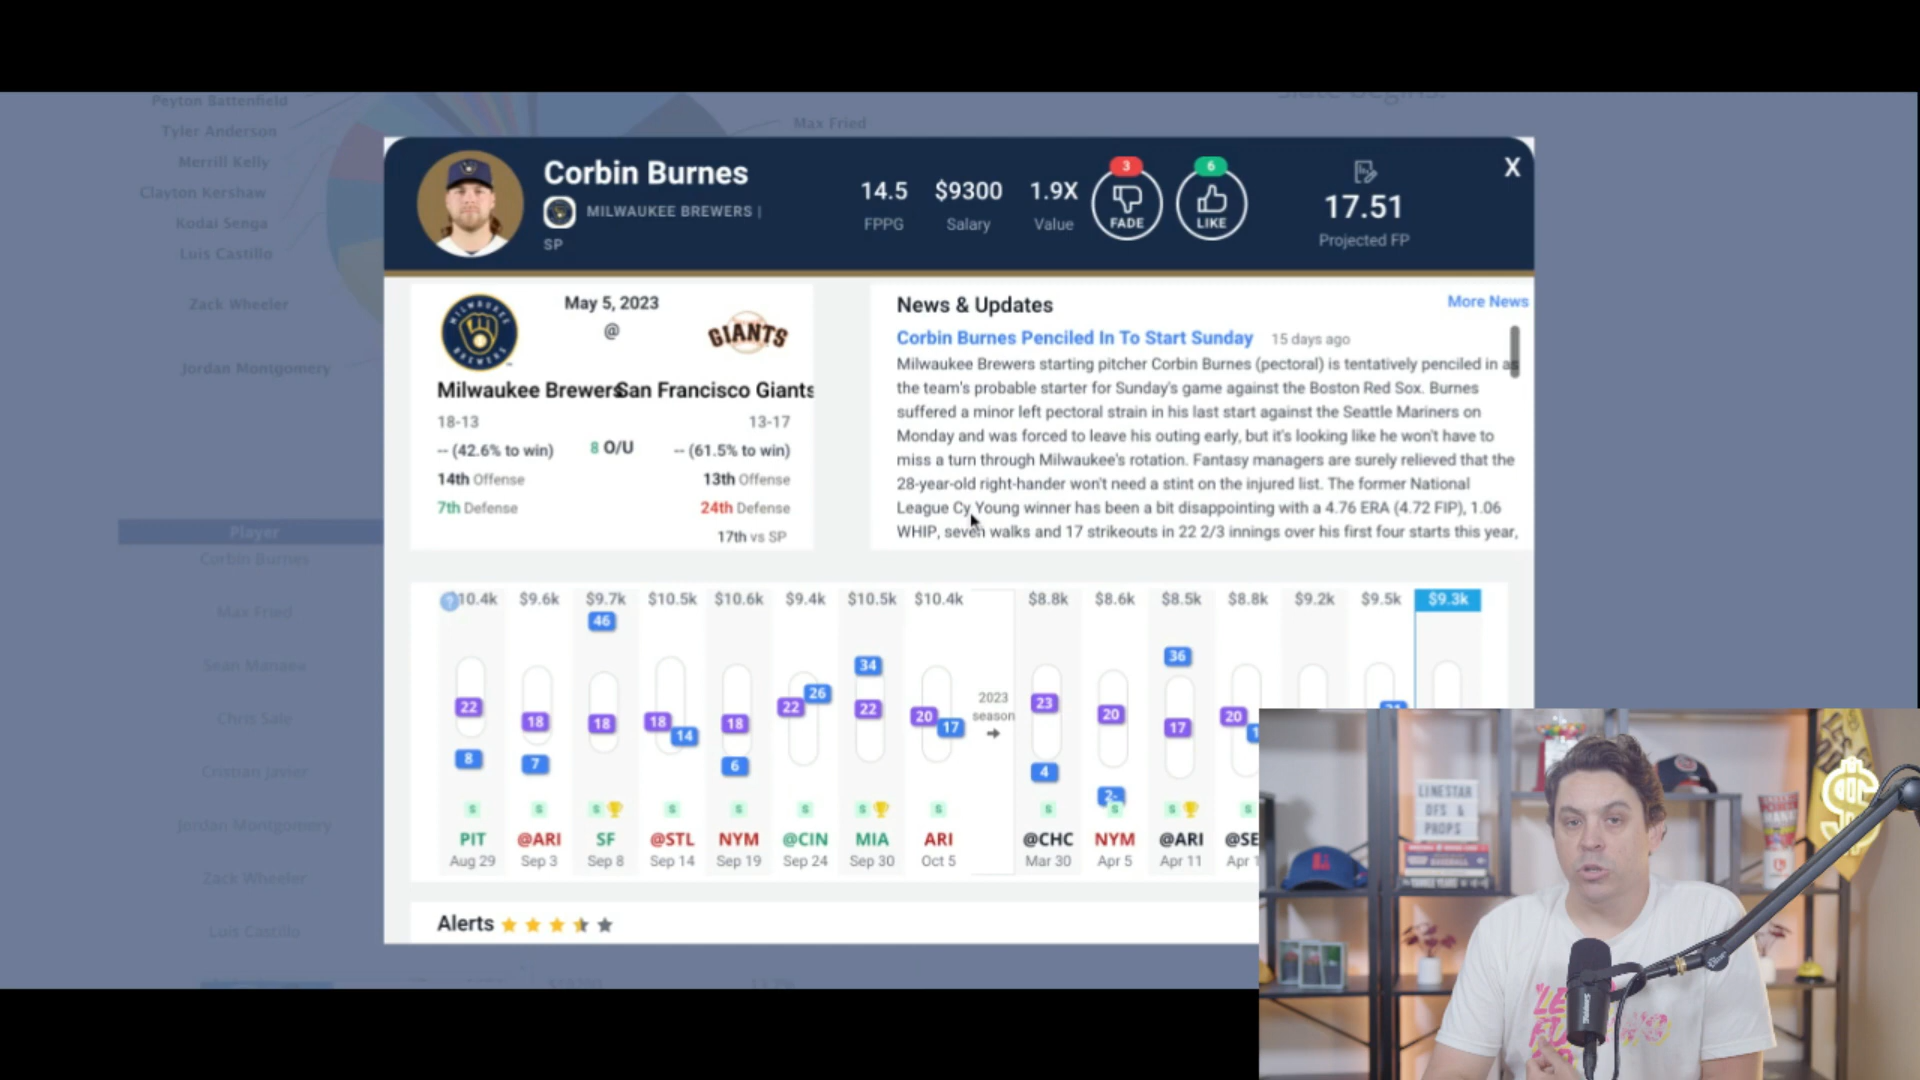 Peyton Battenfield
Tyler Anderson
Merrill Kelly
Clayton Kershaw
Kodai Senga
Luis Castillo
Zack Wheeler
Jordan Montgomery
Max Fried
slate begins.
Corbin Burnes
MILWAUKEE BREWERS |
SP
14.5 $9300 1.9X
FPPG Salary Value
3
FADE
6
LIKE
17.51
Projected FP
X
May 5, 2023
@
GIANTS
Milwaukee Brewers San Francisco Giants
18-13 13-17
-- (42.6% to win) 8 O/U -- (61.5% to win)
14th Offense 13th Offense
7th Defense 24th Defense
17th vs SP
News & Updates More News
Corbin Burnes Penciled In To Start Sunday 15 days ago
Milwaukee Brewers starting pitcher Corbin Burnes (pectoral) is tentatively penciled in as
the team's probable starter for Sunday's game against the Boston Red Sox. Burnes
suffered a minor left pectoral strain in his last start against the Seattle Mariners on
Monday and was forced to leave his outing early, but it's looking like he won't have to
miss a turn through Milwaukee's rotation. Fantasy managers are surely relieved that the
28-year-old right-hander won't need a stint on the injured list. The former National
League Cy Young winner has been a bit disappointing with a 4.76 ERA (4.72 FIP), 1.06
WHIP, seven walks and 17 strikeouts in 22 2/3 innings over his first four starts this year,
Player
Corbin Burnes
Max Fried
Sean Manaea
Chris Sale
Cristian Javier
Jordan Montgomery
Zack Wheeler
Luis Castillo
? 10.4k $9.6k $9.7k $10.5k $10.6k $9.4k $10.5k $10.4k $8.8k $8.6k $8.5k $8.8k $9.2k $9.5k $9.3k
46
34 36
22 18 18 18 18 22 26 22 20 23 20 17 20
14 17
8 7 6 4 2-
2023
season
S S S S S S S S S S S S
PIT @ARI SF @STL NYM @CIN MIA ARI @CHC NYM @ARI @SE
Aug 29 Sep 3 Sep 8 Sep 14 Sep 19 Sep 24 Sep 30 Oct 5 Mar 30 Apr 5 Apr 11 Apr 1
Alerts
LINESTAR
DFS &
PROPS